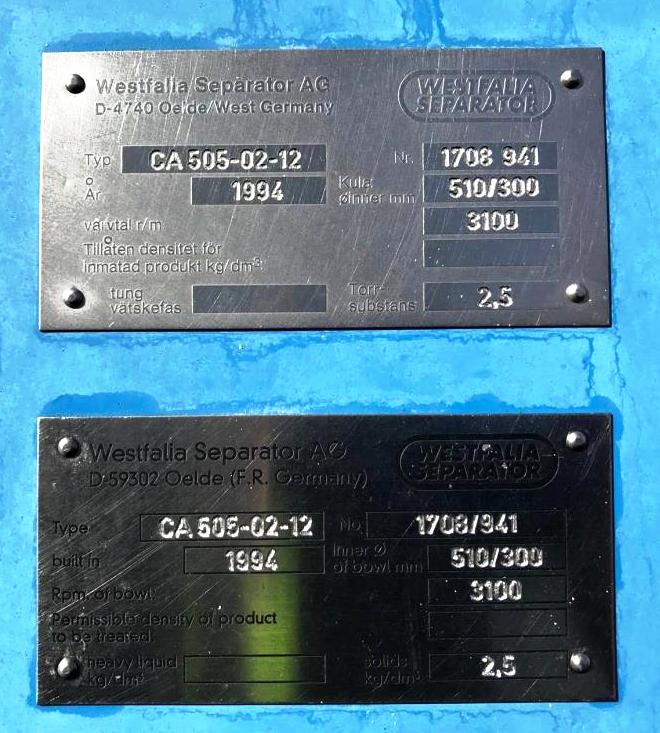 Westfalia Separator AG
D-4740 Oelde/West Germany
WESTFALIA
SEPARATOR
Typ CA 505-02-12 Nr. 1708 941
År 1994 Kula: Øinner mm 510/300
varvtal r/m 3100
Tillåten densitet för
inmatad produkt kg/dm³:
tung
vätskefas
Torr-
substans 2,5
Westfalia Separator AG
D-59302 Oelde (F.R. Germany)
WESTFALIA
SEPARATOR
Type CA 505-02-12 No. 1708/941
built in 1994 inner Ø of bowl mm 510/300
Rpm. of bowl 3100
Permissible density of product
to be treated
heavy liquid
kg/dm³
solids
kg/dm³ 2,5